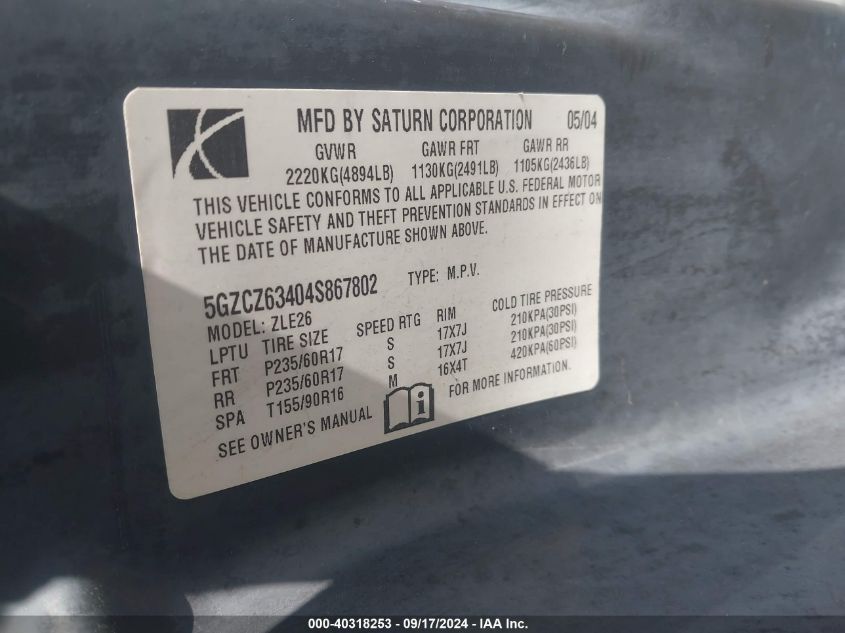 MFD BY SATURN CORPORATION 05/04
GVWR GAWR FRT GAWR RR
2220KG(4894LB) 1130KG(2491LB) 1105KG(2436LB)
THIS VEHICLE CONFORMS TO ALL APPLICABLE U.S. FEDERAL MOTOR
VEHICLE SAFETY AND THEFT PREVENTION STANDARDS IN EFFECT ON
THE DATE OF MANUFACTURE SHOWN ABOVE.
5GZCZ63404S867802 TYPE: M.P.V.
MODEL: ZLE26
LPTU TIRE SIZE SPEED RTG RIM COLD TIRE PRESSURE
FRT P235/60R17 S 17X7J 210KPA(30PSI)
RR P235/60R17 S 17X7J 210KPA(30PSI)
SPA T155/90R16 M 16X4T 420KPA(60PSI)
SEE OWNER'S MANUAL i FOR MORE INFORMATION.
000-40318253 - 09/17/2024 - IAA Inc.